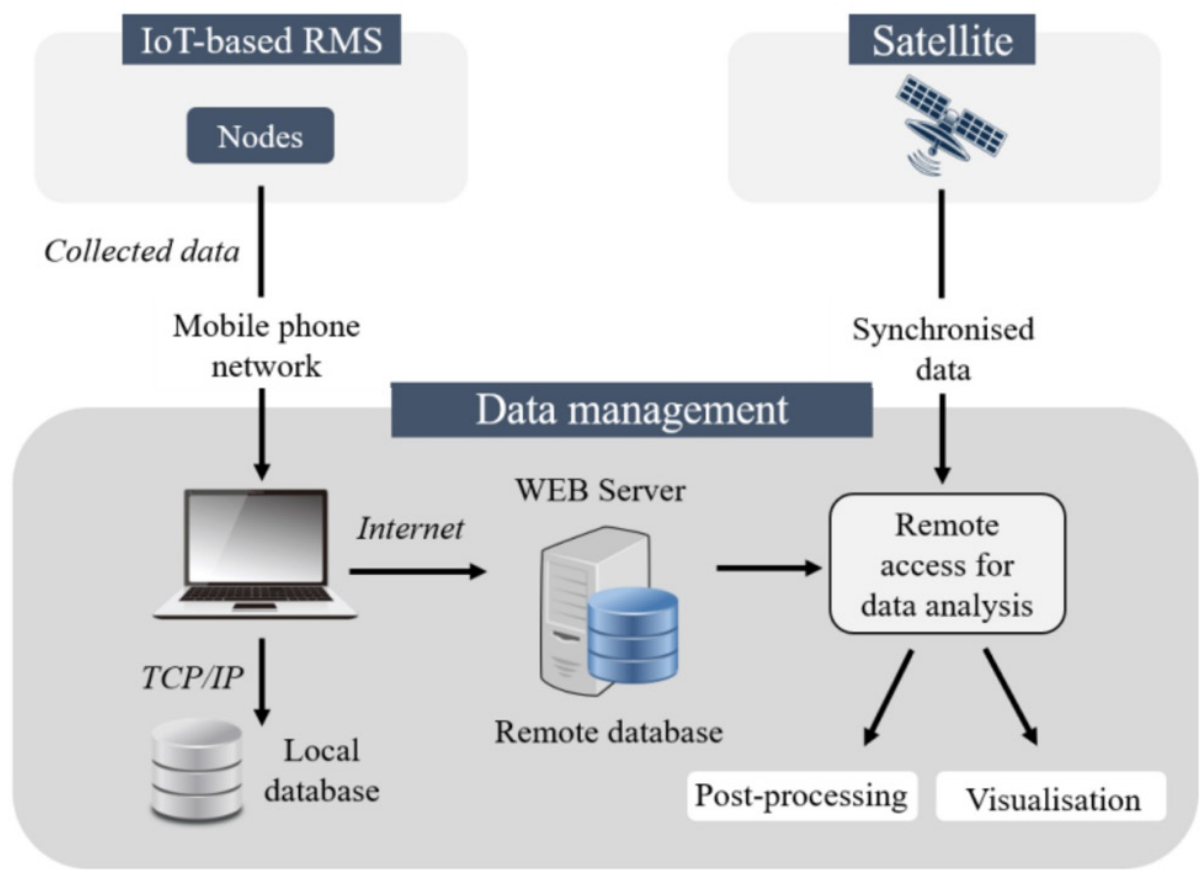 IoT-based RMS
Nodes
Collected data
Mobile phone
network
Satellite
Synchronised
data
Data management
Internet
WEB Server
Remote database
TCP/IP
Local
database
Remote
access for
data analysis
Post-processing
Visualisation